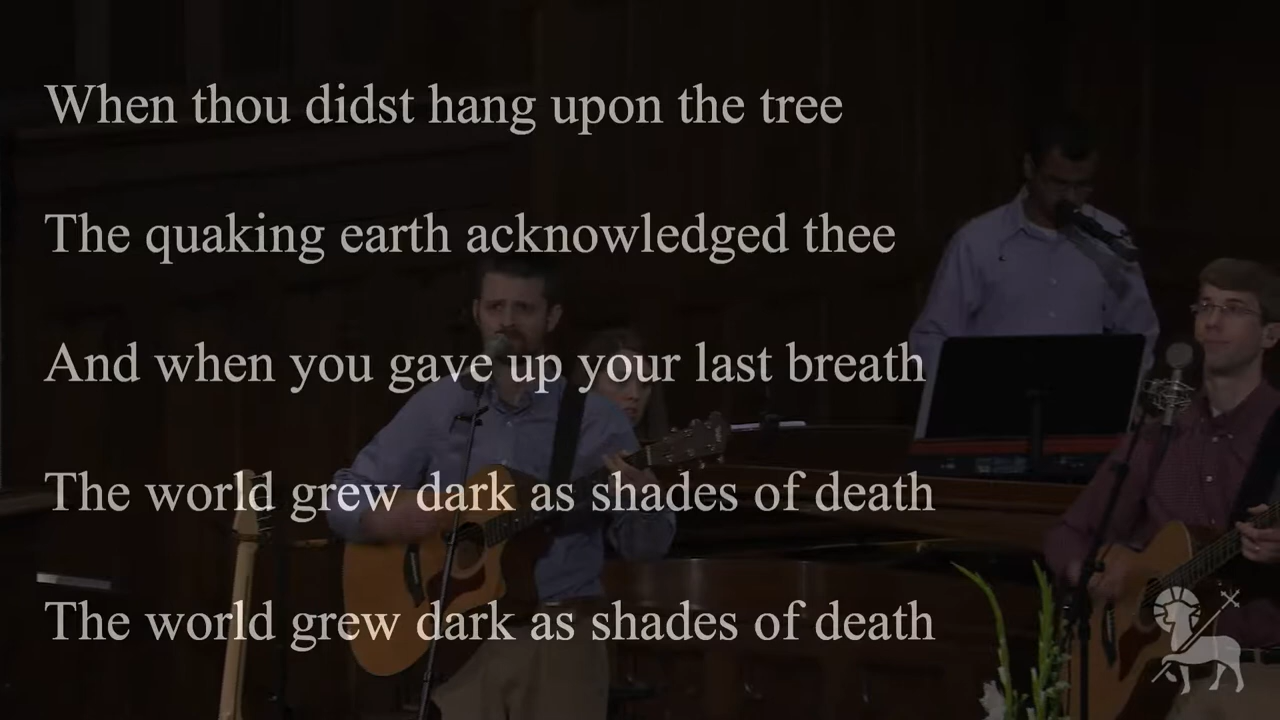 When thou didst hang upon the tree
The quaking earth acknowledged thee
And when you gave up your last breath
The world grew dark as shades of death
The world grew dark as shades of death